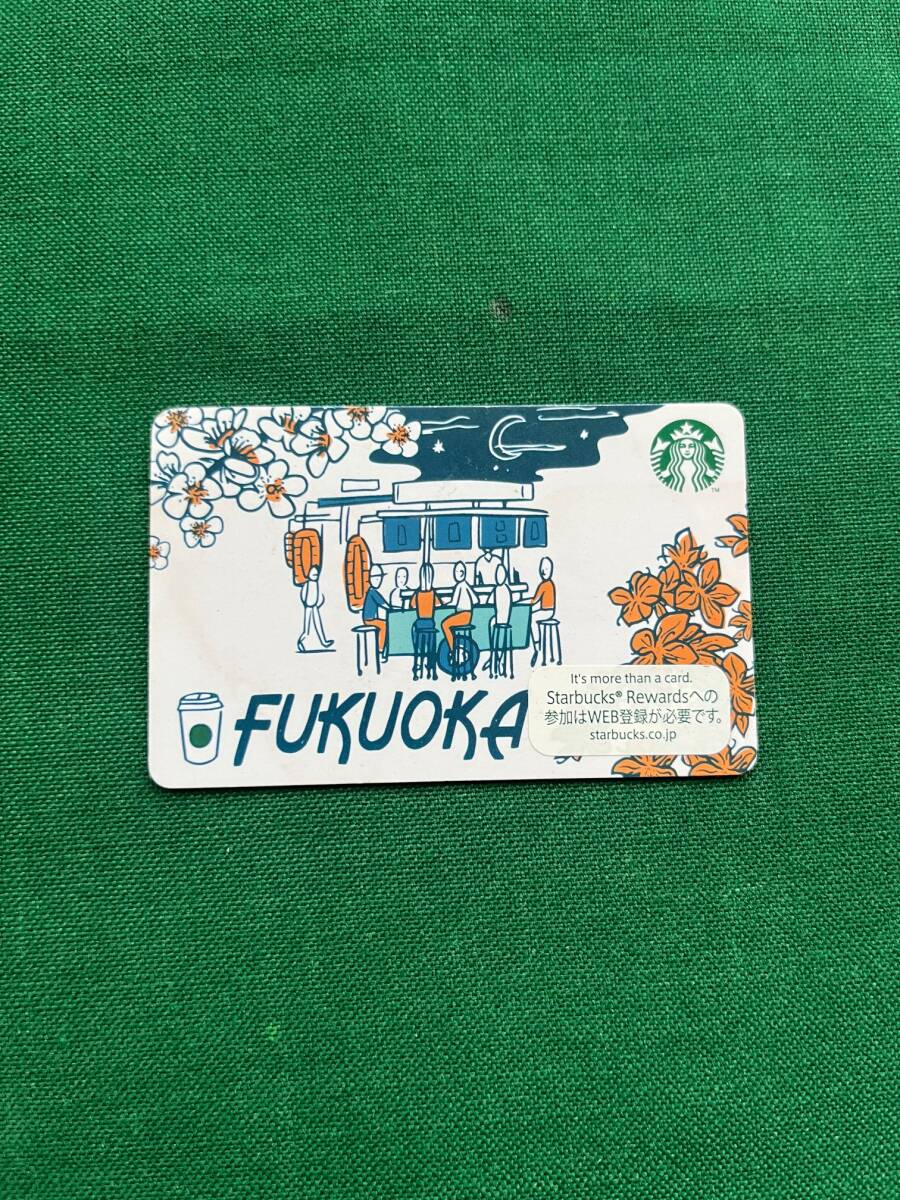 TM
FUKUOKA
It's more than a card.
Starbucks® Rewardsへの
参加はWEB登録が必要です。
starbucks.co.jp